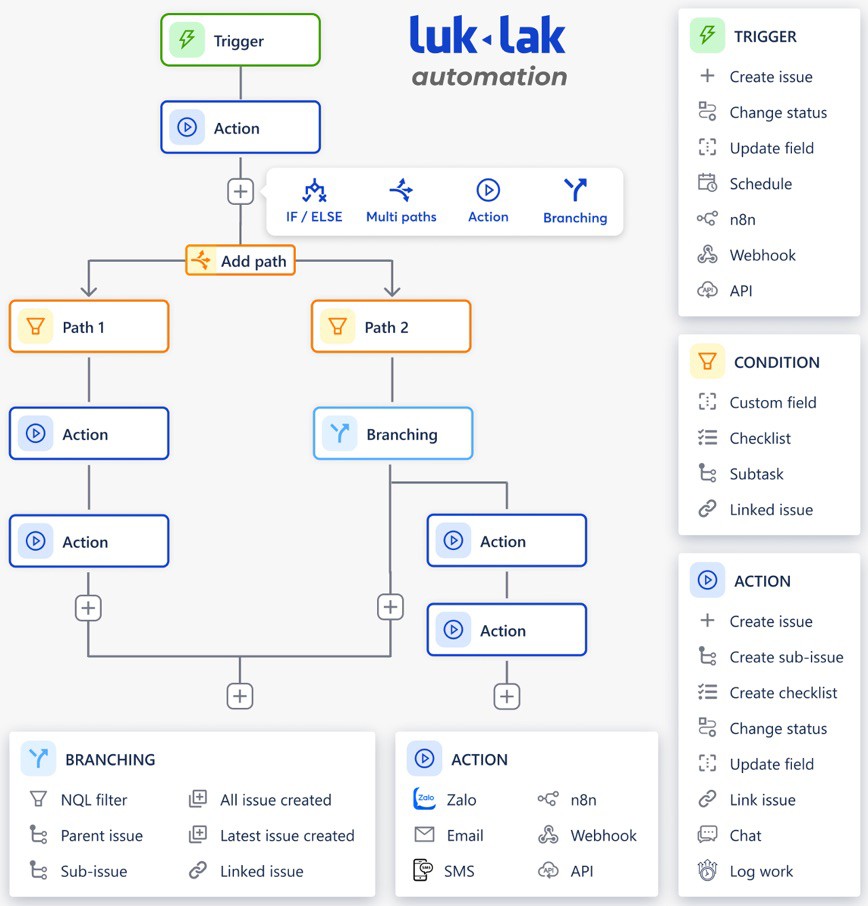 luk lak
automation
Trigger
Action
IF / ELSE
Multi paths
Action
Branching
Add path
Path 1
Path 2
Action
Branching
Action
Action
Action
TRIGGER
Create issue
Change status
Update field
Schedule
n8n
Webhook
API
API
CONDITION
Custom field
Checklist
Subtask
Linked issue
ACTION
Create issue
Create sub-issue
Create checklist
Change status
Update field
Link issue
Chat
Log work
BRANCHING
NQL filter
All issue created
Parent issue
Latest issue created
Sub-issue
Linked issue
ACTION
Zalo
Zalo
n8n
Email
Webhook
SMS
SMS
API
API